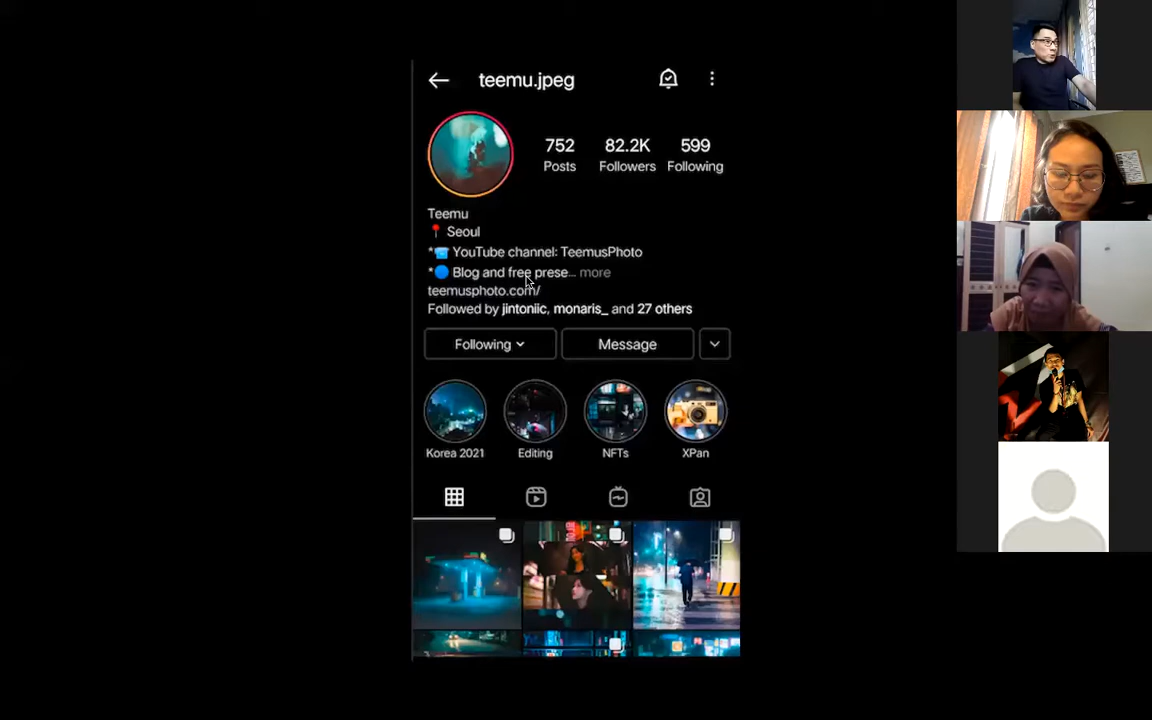 teemu.jpeg
752 82.2K 599
Posts Followers Following
Teemu
📍 Seoul
* YouTube channel: TeemusPhoto
*🔵 Blog and free prese... more
teemusphoto.com/
Followed by jintoniic, monaris_ and 27 others
Following Message
Korea 2021 Editing NFTs XPan